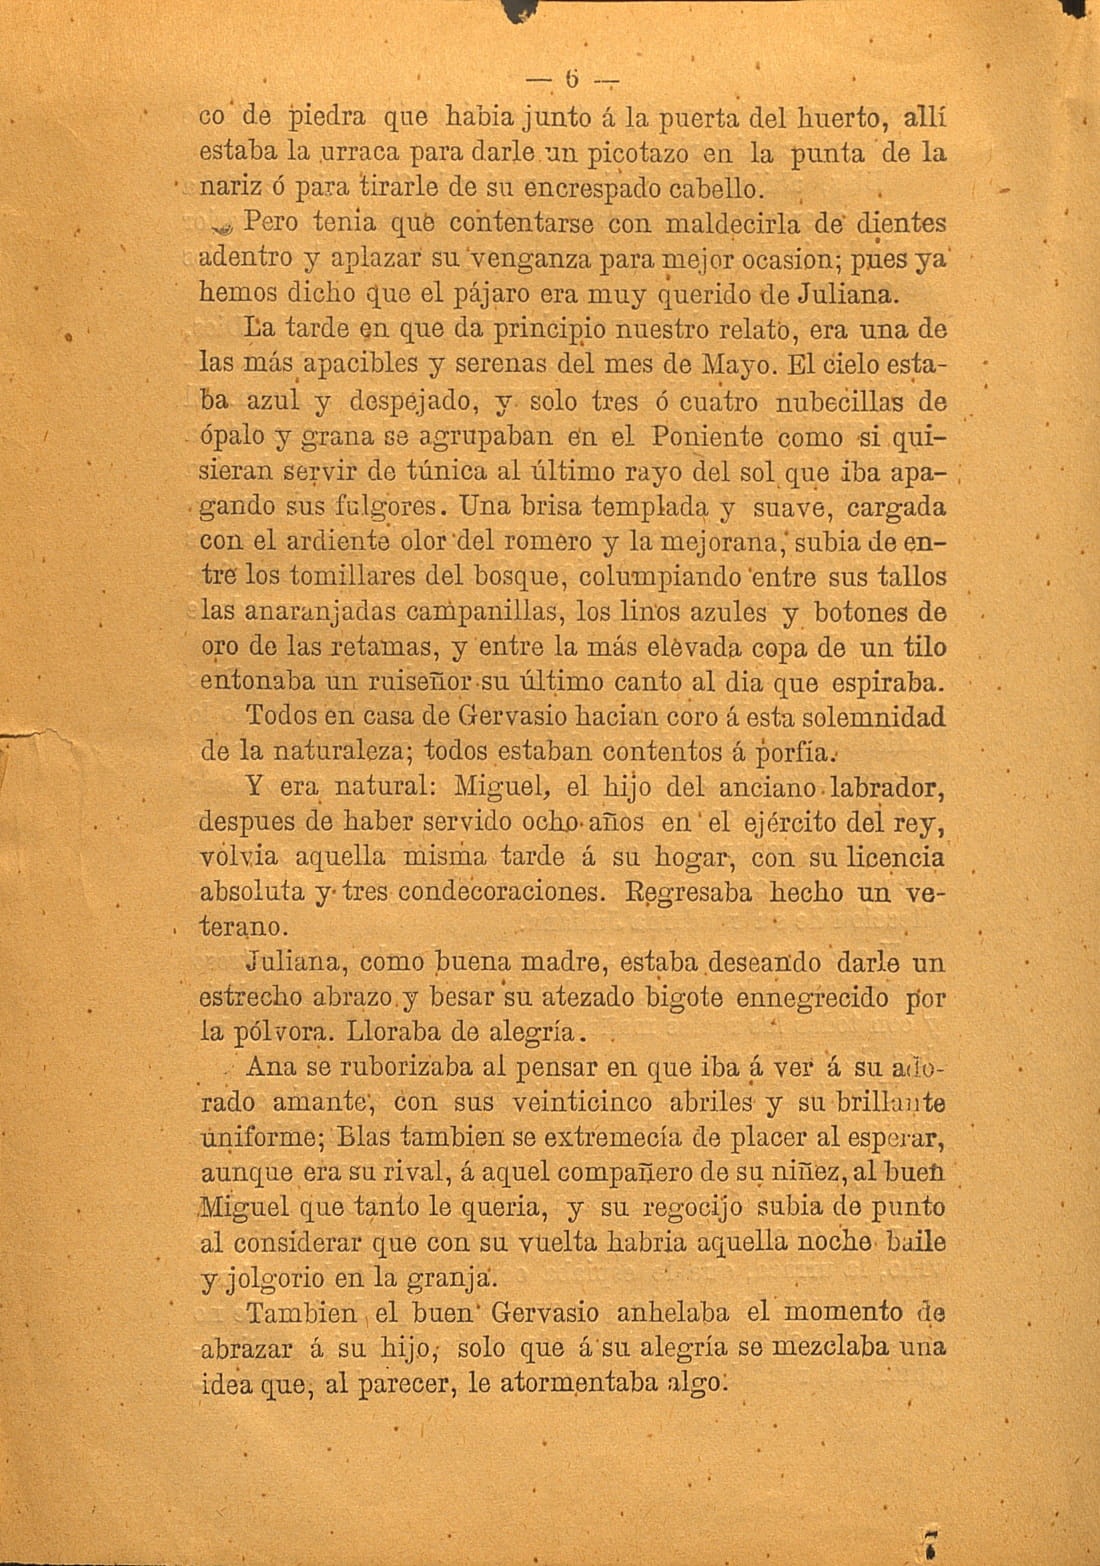 — 6 —
co de piedra que habia junto á la puerta del huerto, allí
estaba la urraca para darle un picotazo en la punta de la
nariz ó para tirarle de su encrespado cabello.
Pero tenia que contentarse con maldecirla de dientes
adentro y aplazar su venganza para mejor ocasion; pues ya
hemos dicho que el pájaro era muy querido de Juliana.
La tarde en que da principio nuestro relato, era una de
las más apacibles y serenas del mes de Mayo. El cielo esta-
ba azul y despejado, y solo tres ó cuatro nubecillas de
ópalo y grana se agrupaban en el Poniente como si qui-
sieran servir de túnica al último rayo del sol que iba apa-
gando sus fulgores. Una brisa templada y suave, cargada
con el ardiente olor del romero y la mejorana, subia de en-
tre los tomillares del bosque, columpiando entre sus tallos
las anaranjadas campanillas, los linos azules y botones de
oro de las retamas, y entre la más elevada copa de un tilo
entonaba un ruiseñor su último canto al dia que espiraba.
Todos en casa de Gervasio hacian coro á esta solemnidad
de la naturaleza; todos estaban contentos á porfía.
Y era natural: Miguel, el hijo del anciano labrador,
despues de haber servido ocho años en el ejército del rey,
volvia aquella misma tarde á su hogar, con su licencia
absoluta y tres condecoraciones. Regresaba hecho un ve-
terano.
Juliana, como buena madre, estaba deseando darle un
estrecho abrazo y besar su atezado bigote ennegrecido por
la pólvora. Lloraba de alegría.
Ana se ruborizaba al pensar en que iba á ver á su ado-
rado amante, con sus veinticinco abriles y su brillante
uniforme; Blas tambien se extremecía de placer al esperar,
aunque era su rival, á aquel compañero de su niñez, al buen
Miguel que tanto le queria, y su regocijo subia de punto
al considerar que con su vuelta habria aquella noche baile
y jolgorio en la granja.
Tambien el buen Gervasio anhelaba el momento de
abrazar á su hijo, solo que á su alegría se mezclaba una
idea que, al parecer, le atormentaba algo.